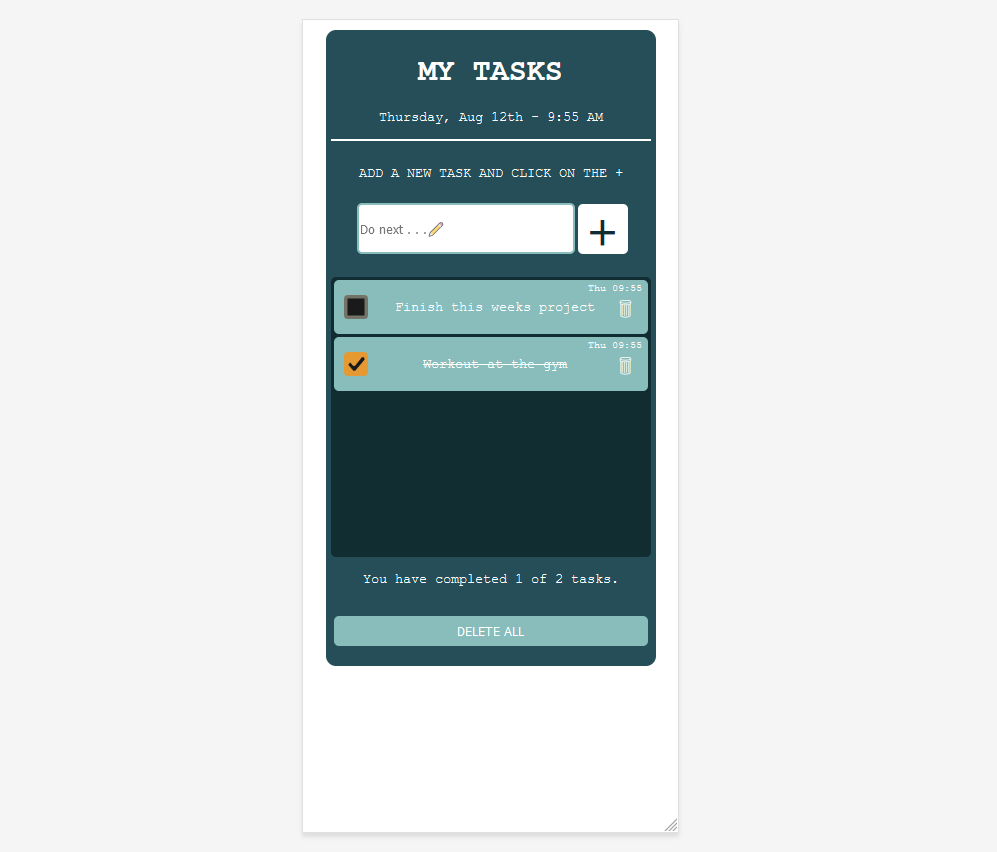 MY TASKS
Thursday, Aug 12th - 9:55 AM
ADD A NEW TASK AND CLICK ON THE +
Do next . . .✏️
+
Thu 09:55
Finish this weeks project
Thu 09:55
Workout at the gym
You have completed 1 of 2 tasks.
DELETE ALL